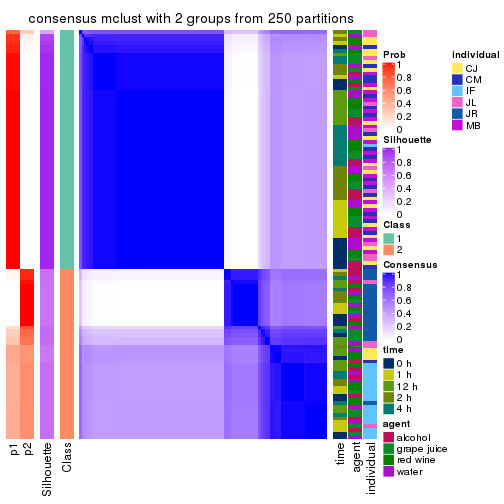 consensus mclust with 2 groups from 250 partitions
Prob
1
0.8
0.6
0.4
0.2
0
Silhouette
1
0.8
0.6
0.4
0.2
0
Class
1
2
Consensus
1
0.8
0.6
0.4
0.2
0
time
0 h
1 h
12 h
2 h
4 h
agent
alcohol
grape juice
red wine
water
individual
CJ
CM
IF
JL
JR
MB
p1
p2
Silhouette
Class
time
agent
individual